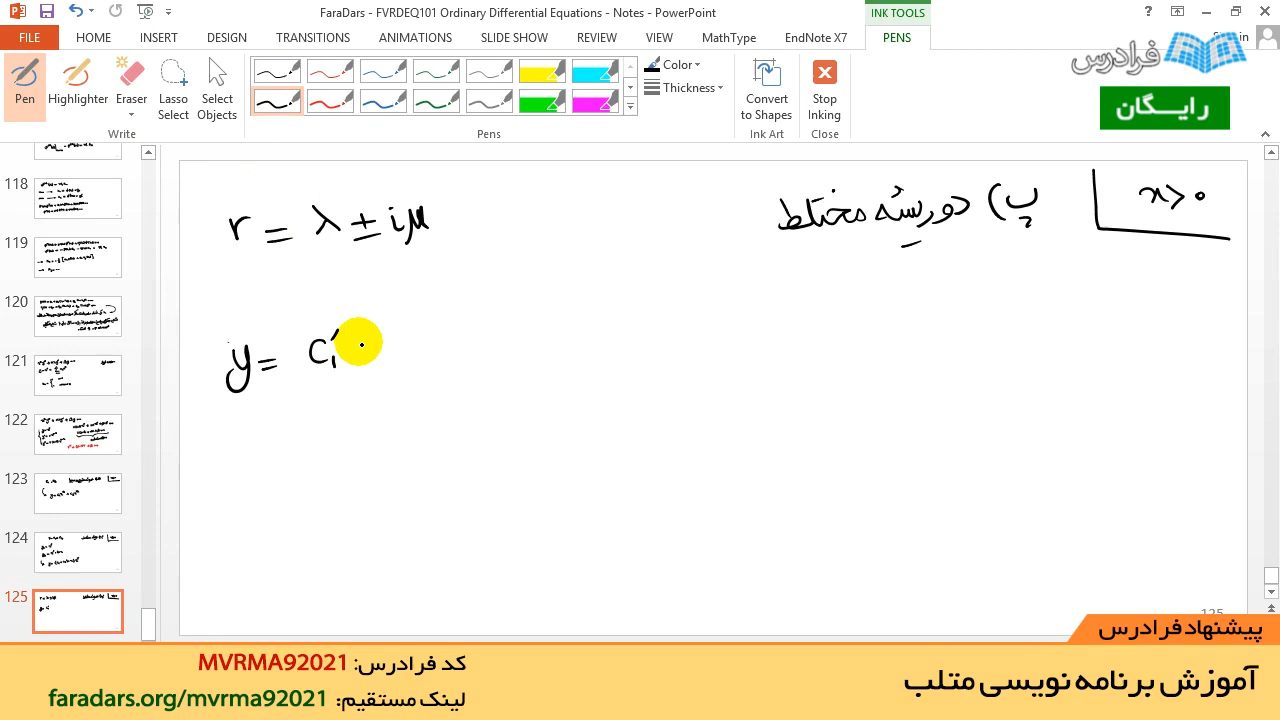 FaraDars - FVRDEQ101 Ordinary Differential Equations - Notes - PowerPoint
INK TOOLS
FILE HOME INSERT DESIGN TRANSITIONS ANIMATIONS SLIDE SHOW REVIEW VIEW MathType EndNote X7 PENS
فرادرس
رایگان
Pen Highlighter Eraser Lasso Select Select Objects
Color
Thickness
Convert to Shapes Stop Inking
Write Pens Ink Art Close
118
119
120
121
122
123
124
125
x > 0
پ) دو ریشه مختلط
r = λ ± iμ
y = C₁′
125
پیشنهاد فرادرس
آموزش برنامه نویسی متلب
کد فرادرس: MVRMA92021
لینک مستقیم: faradars.org/mvrma92021